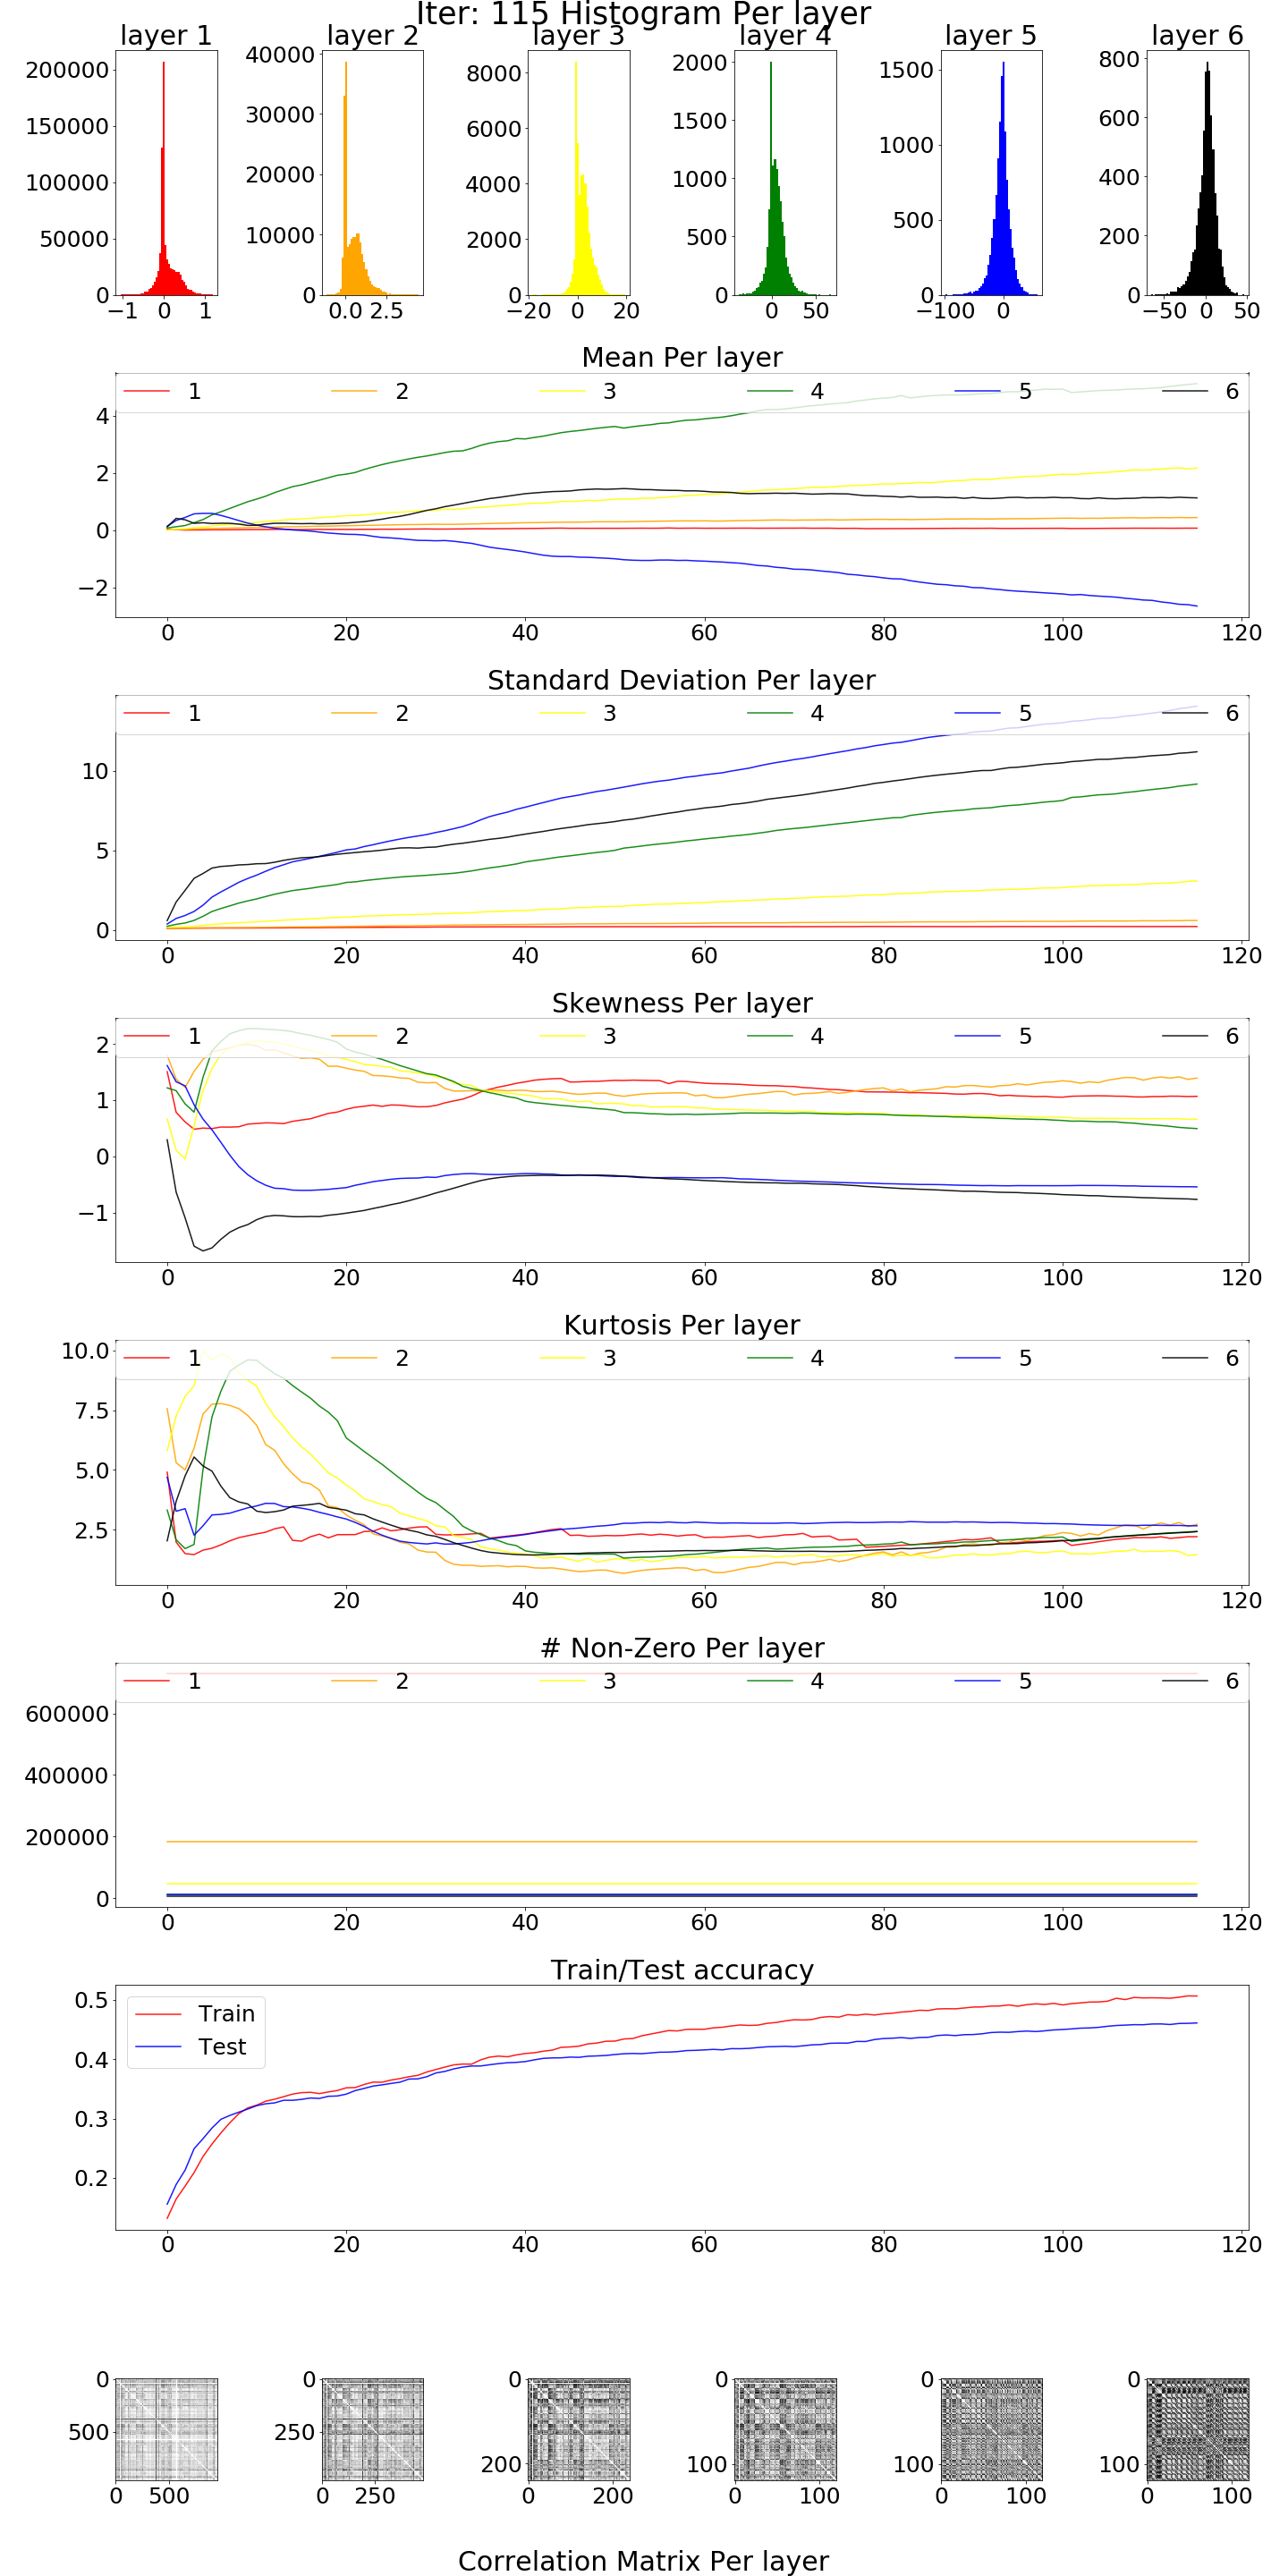 Iter: 115 Histogram Per layer
layer 1 layer 2 layer 3 layer 4 layer 5 layer 6
200000 40000 8000 2000 1500 800
150000 30000 6000 1500 1000 600
100000 20000 4000 1000 500 400
50000 10000 2000 500 0 200
0 0 0 0 0
−1 0 1 0.0 2.5 −20 0 20 0 50 −100 0 −50 0 50
Mean Per layer
1 2 3 4 5 6
4
2
0
−2
0 20 40 60 80 100 120
Standard Deviation Per layer
1 2 3 4 5 6
10
5
0
0 20 40 60 80 100 120
Skewness Per layer
1 2 3 4 5 6
2
1
0
−1
0 20 40 60 80 100 120
Kurtosis Per layer
1 2 3 4 5 6
10.0
7.5
5.0
2.5
0 20 40 60 80 100 120
# Non-Zero Per layer
1 2 3 4 5 6
600000
400000
200000
0
0 20 40 60 80 100 120
Train/Test accuracy
Train
Test
0.5
0.4
0.3
0.2
0 20 40 60 80 100 120
0 0 0 0 0 0
500 250 200 100 100 100
0 500 0 250 0 200 0 100 0 100 0 100
Correlation Matrix Per layer